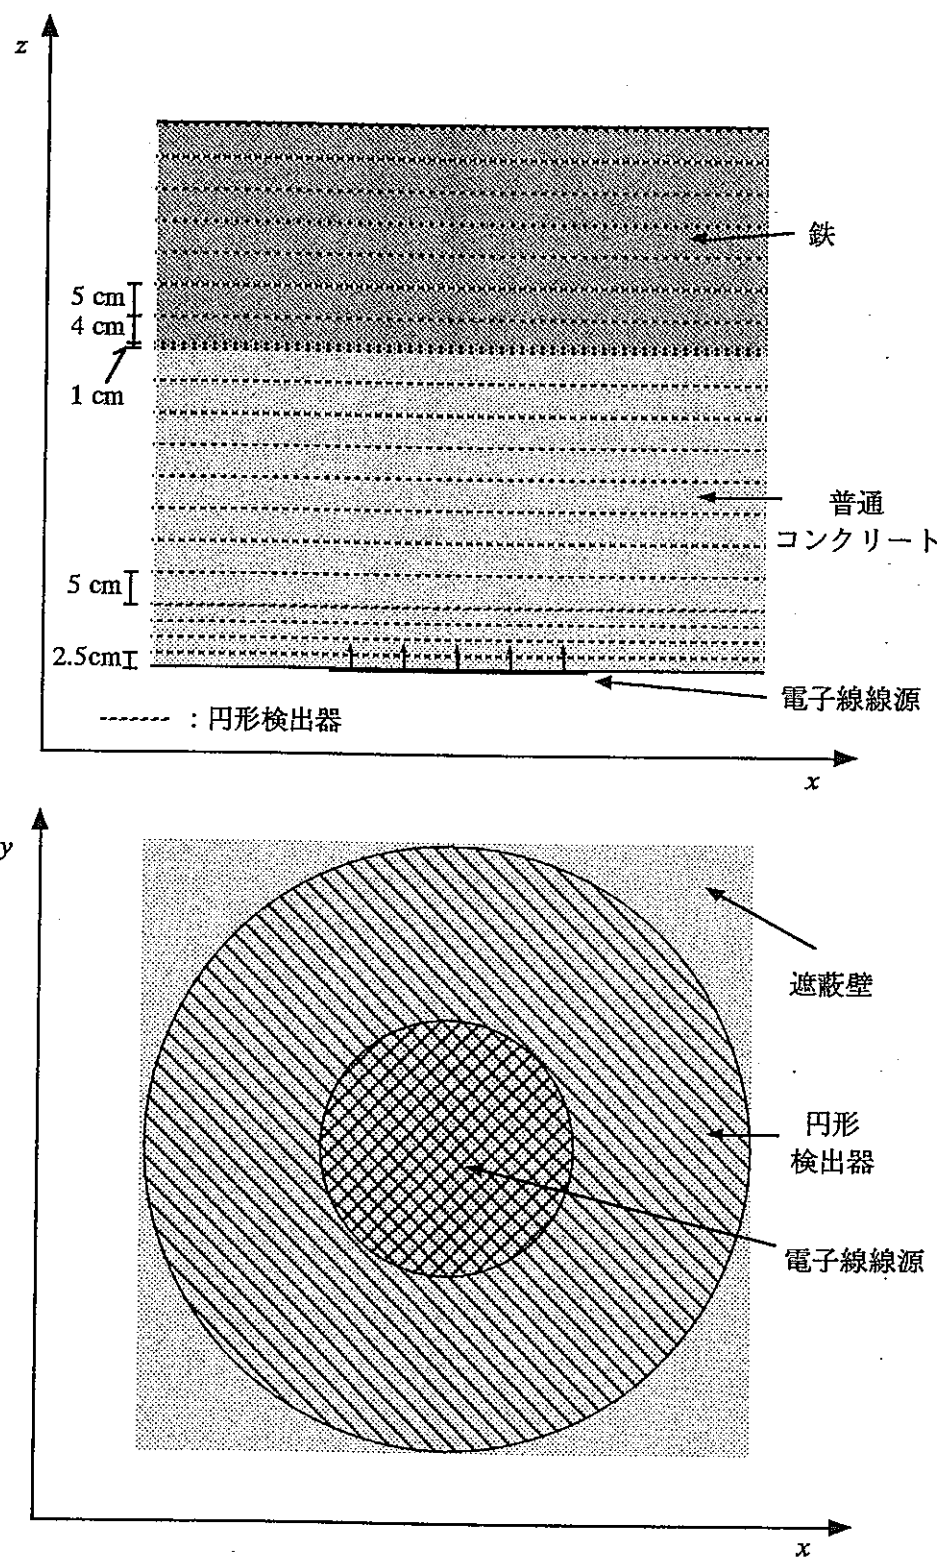 z
鉄
5 cm
4 cm
1 cm
普通
コンクリート
5 cm
2.5cm
電子線線源
：円形検出器
x
y
遮蔽壁
円形
検出器
電子線線源
x